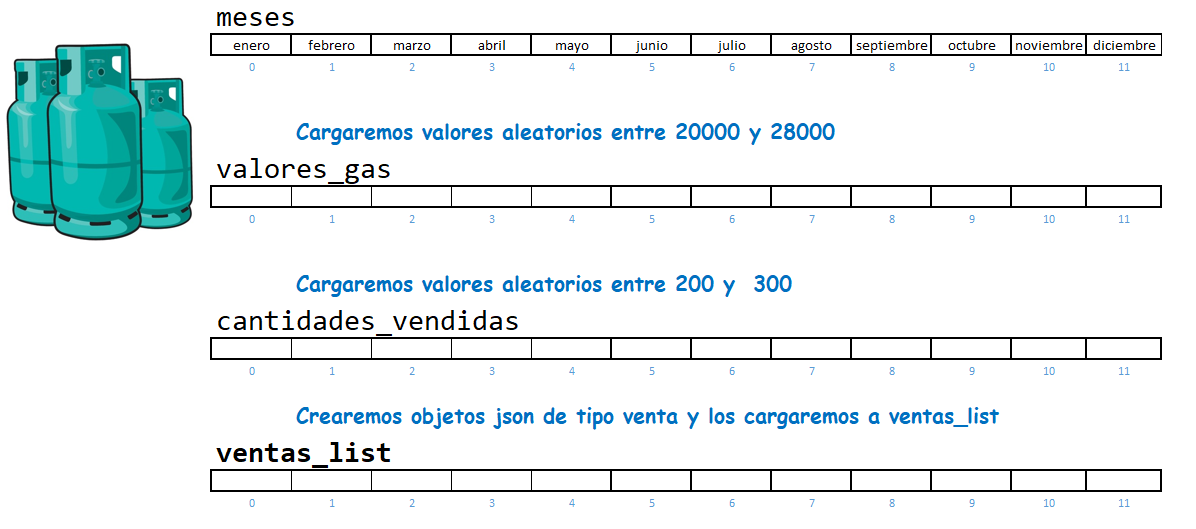 meses
enero febrero marzo abril mayo junio julio agosto septiembre octubre noviembre diciembre
0 1 2 3 4 5 6 7 8 9 10 11
Cargaremos valores aleatorios entre 20000 y 28000
valores_gas
0 1 2 3 4 5 6 7 8 9 10 11
Cargaremos valores aleatorios entre 200 y 300
cantidades_vendidas
0 1 2 3 4 5 6 7 8 9 10 11
Crearemos objetos json de tipo venta y los cargaremos a ventas_list
ventas_list
0 1 2 3 4 5 6 7 8 9 10 11